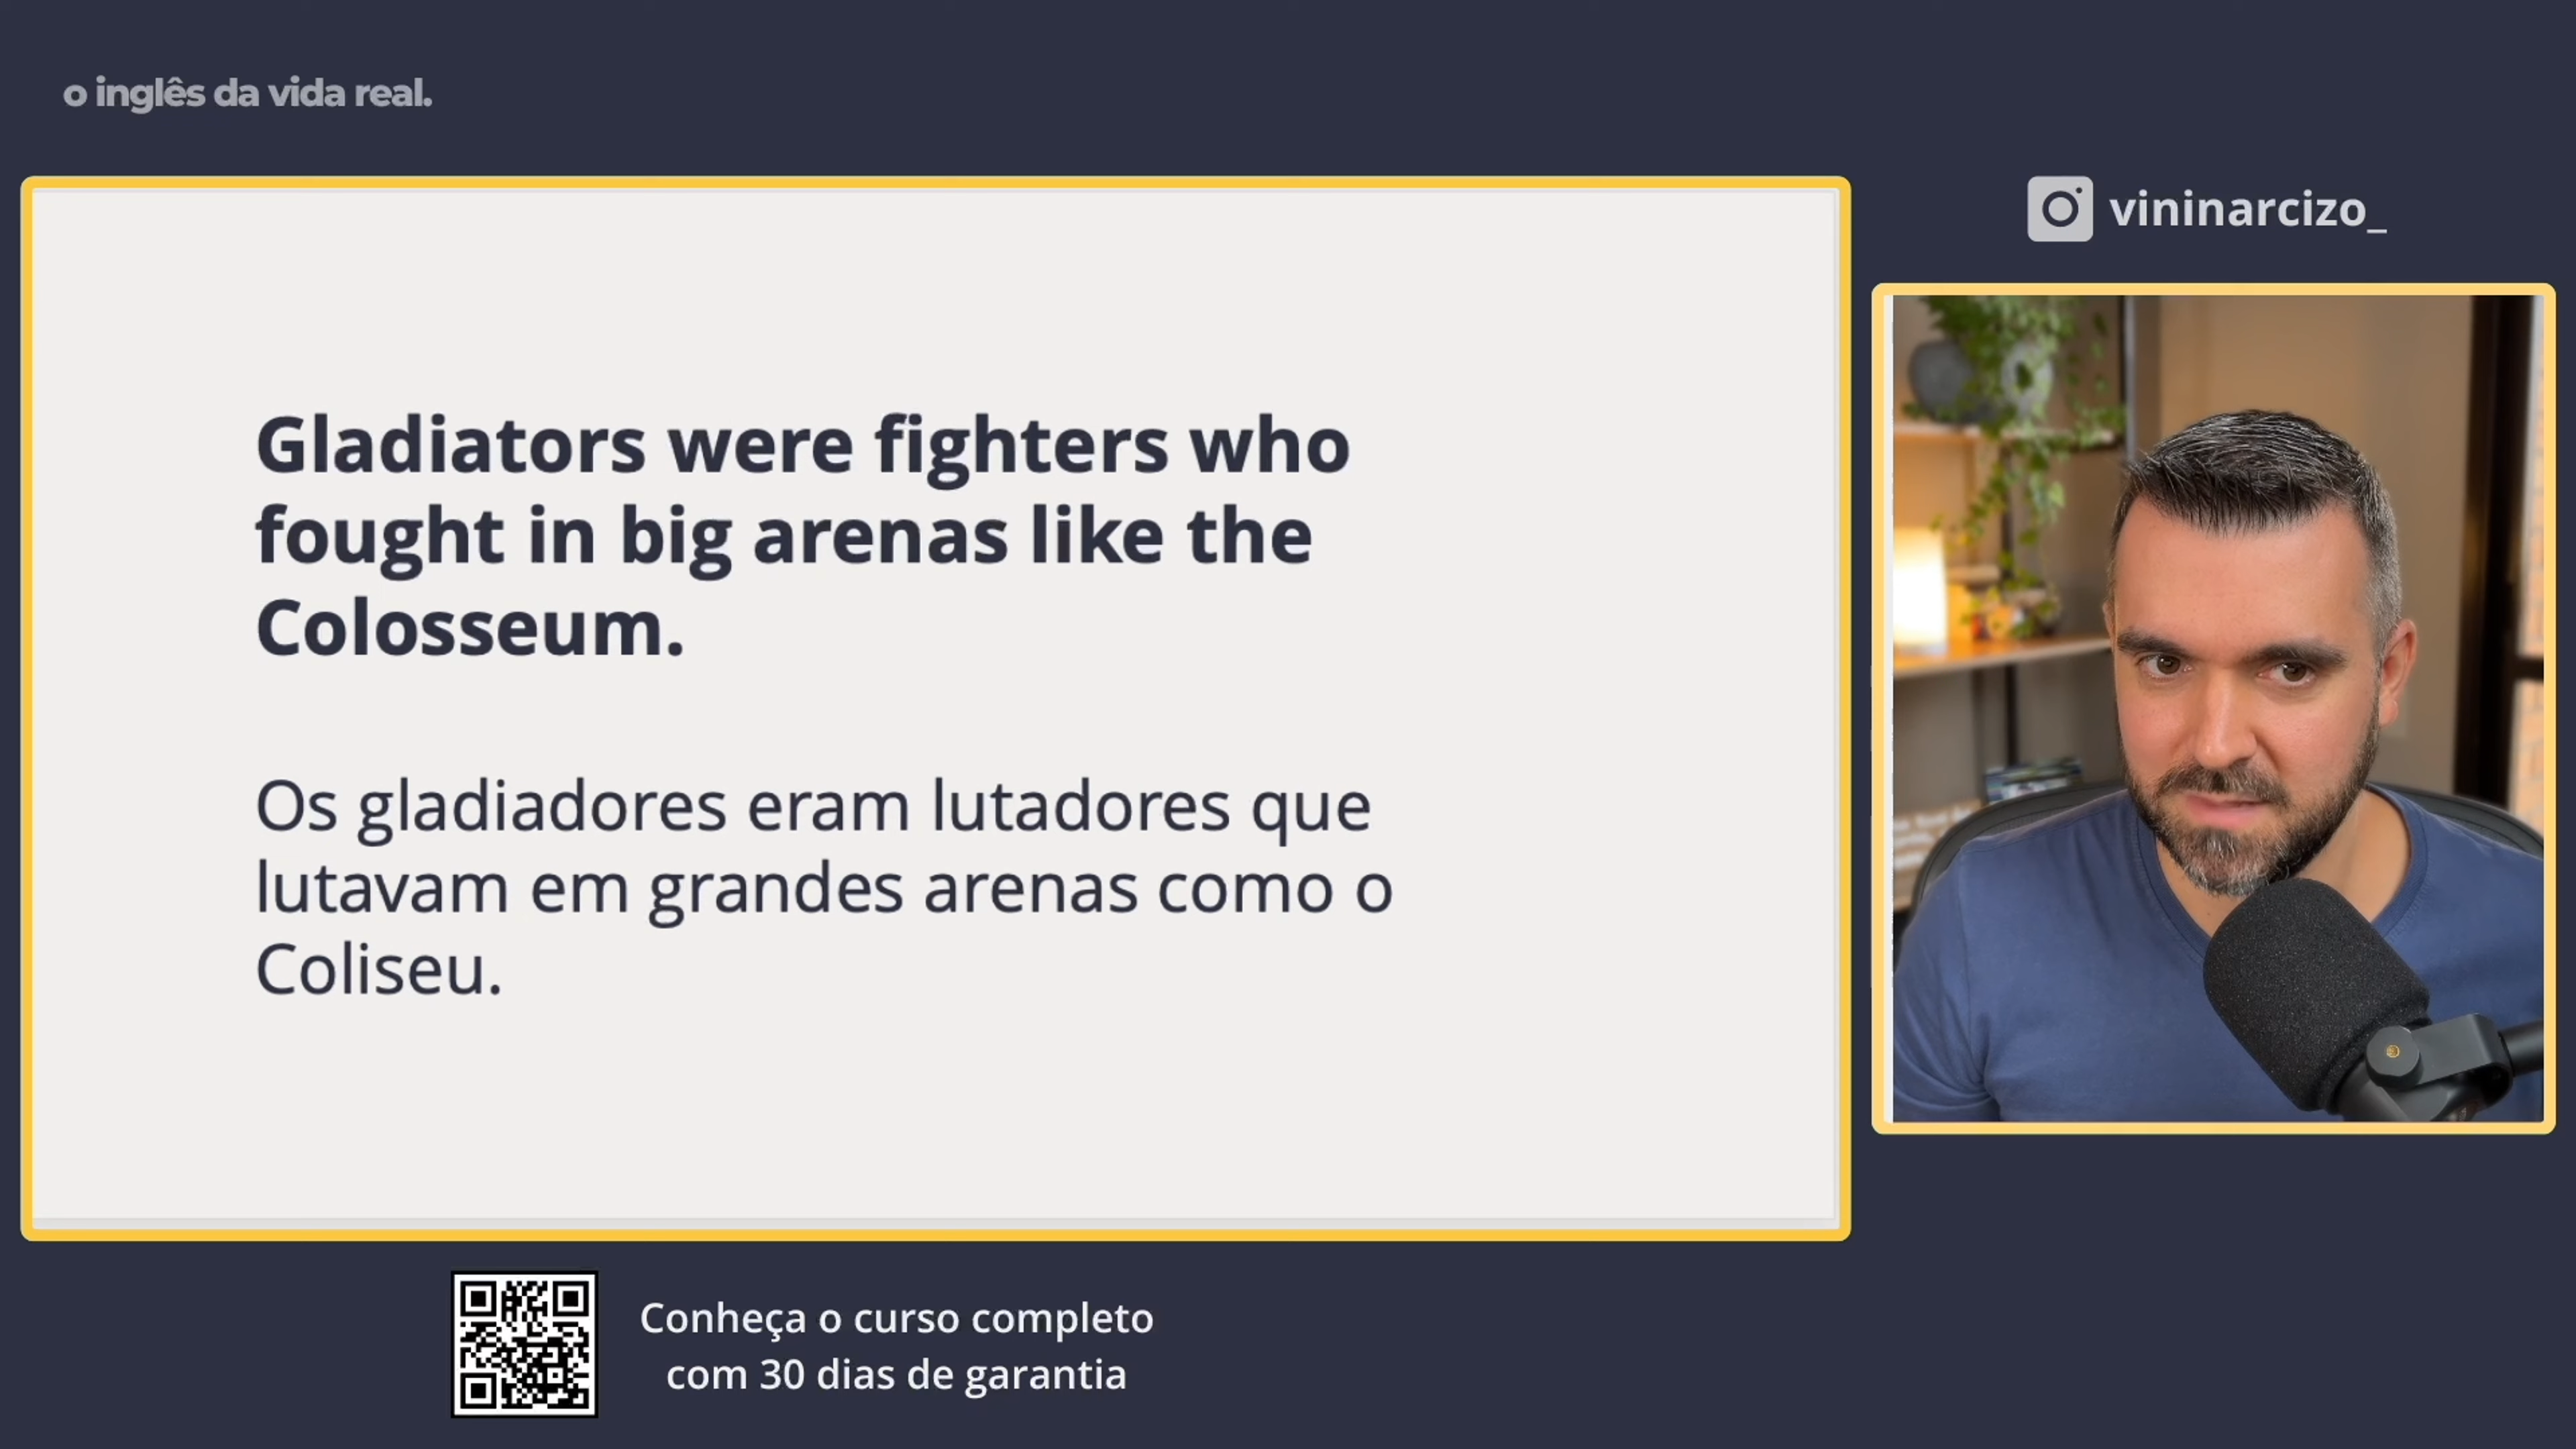 o inglês da vida real.
vininarcizo_
Gladiators were fighters who
fought in big arenas like the
Colosseum.
Os gladiadores eram lutadores que
lutavam em grandes arenas como o
Coliseu.
Conheça o curso completo
com 30 dias de garantia